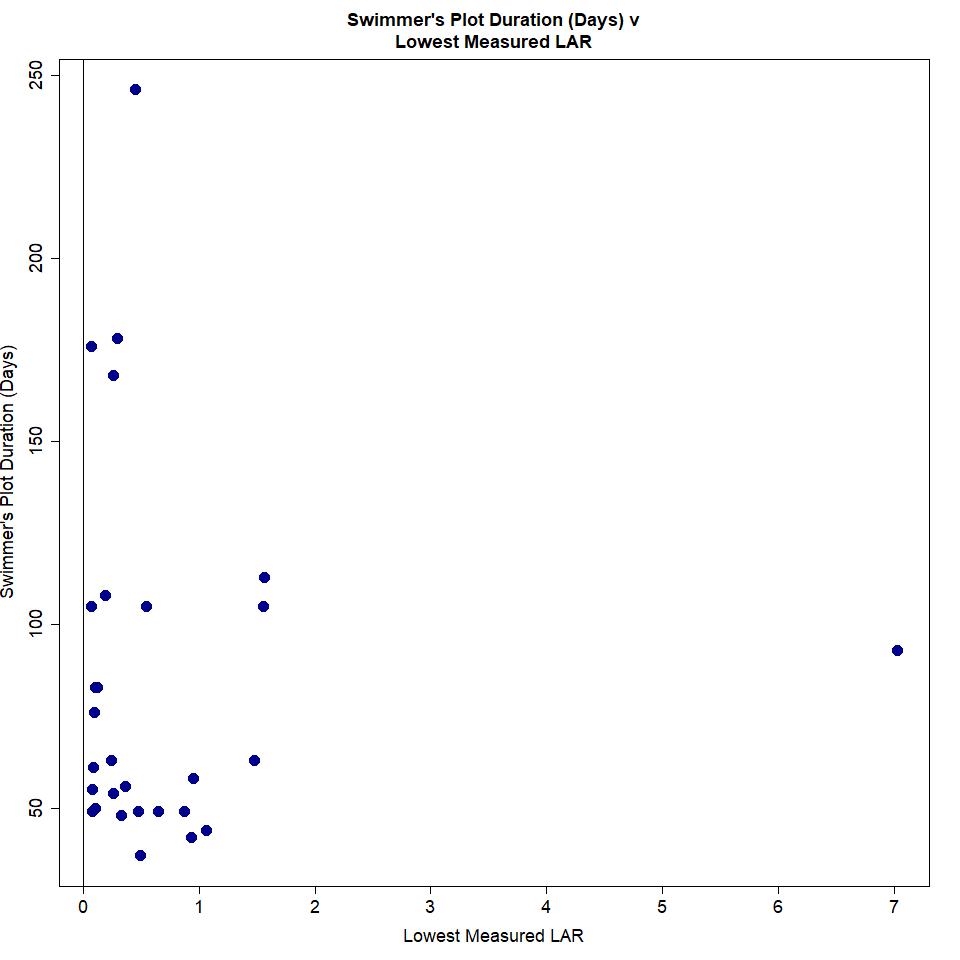 Swimmer's Plot Duration (Days) v
Lowest Measured LAR
250
200
150
100
50
Swimmer's Plot Duration (Days)
0 1 2 3 4 5 6 7
Lowest Measured LAR